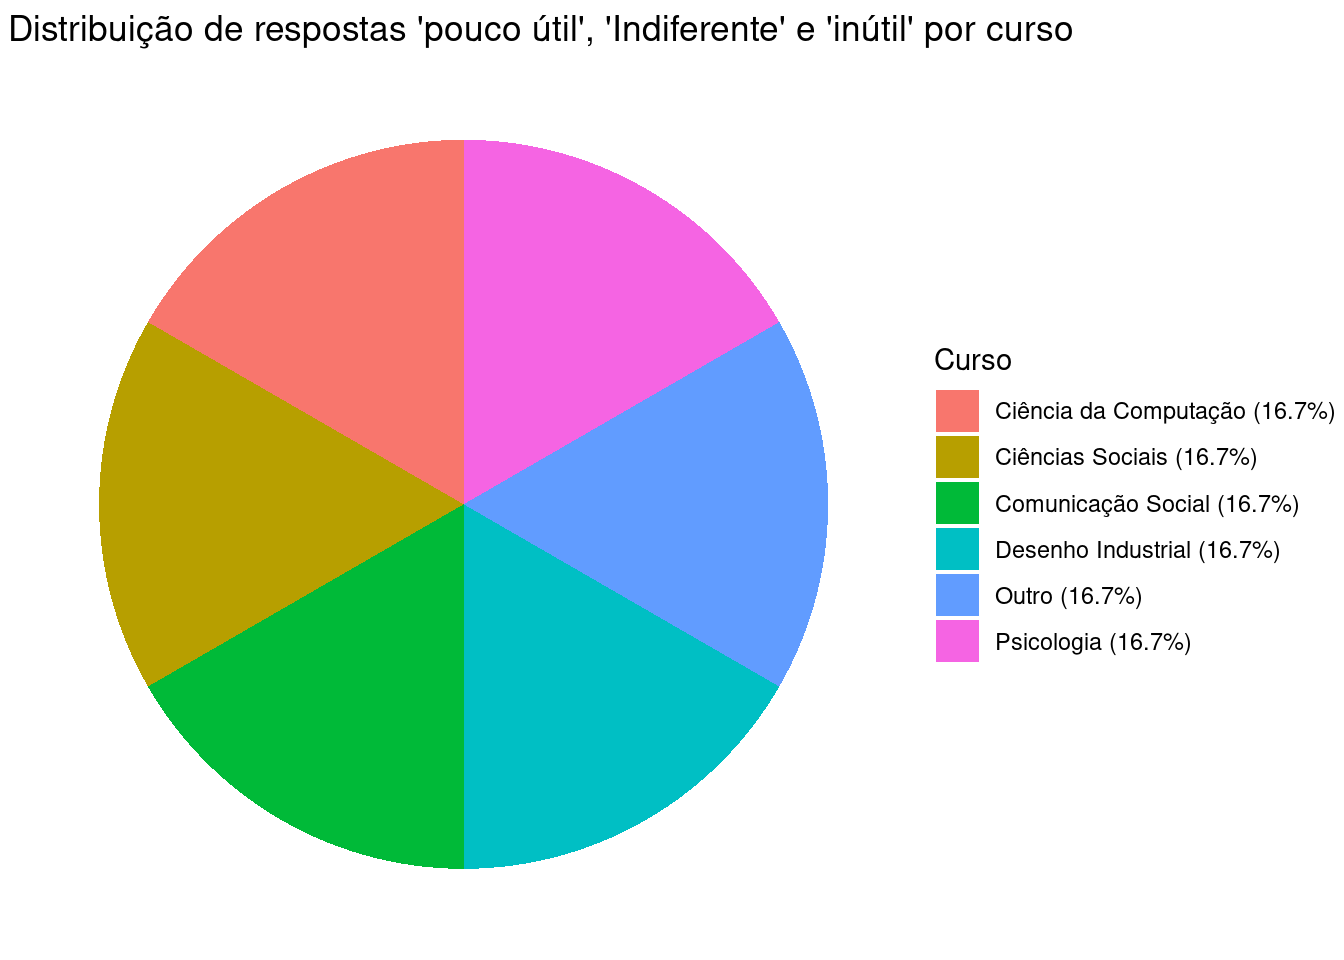 Distribuição de respostas 'pouco útil', 'Indiferente' e 'inútil' por curso
Curso
Ciência da Computação (16.7%)
Ciências Sociais (16.7%)
Comunicação Social (16.7%)
Desenho Industrial (16.7%)
Outro (16.7%)
Psicologia (16.7%)